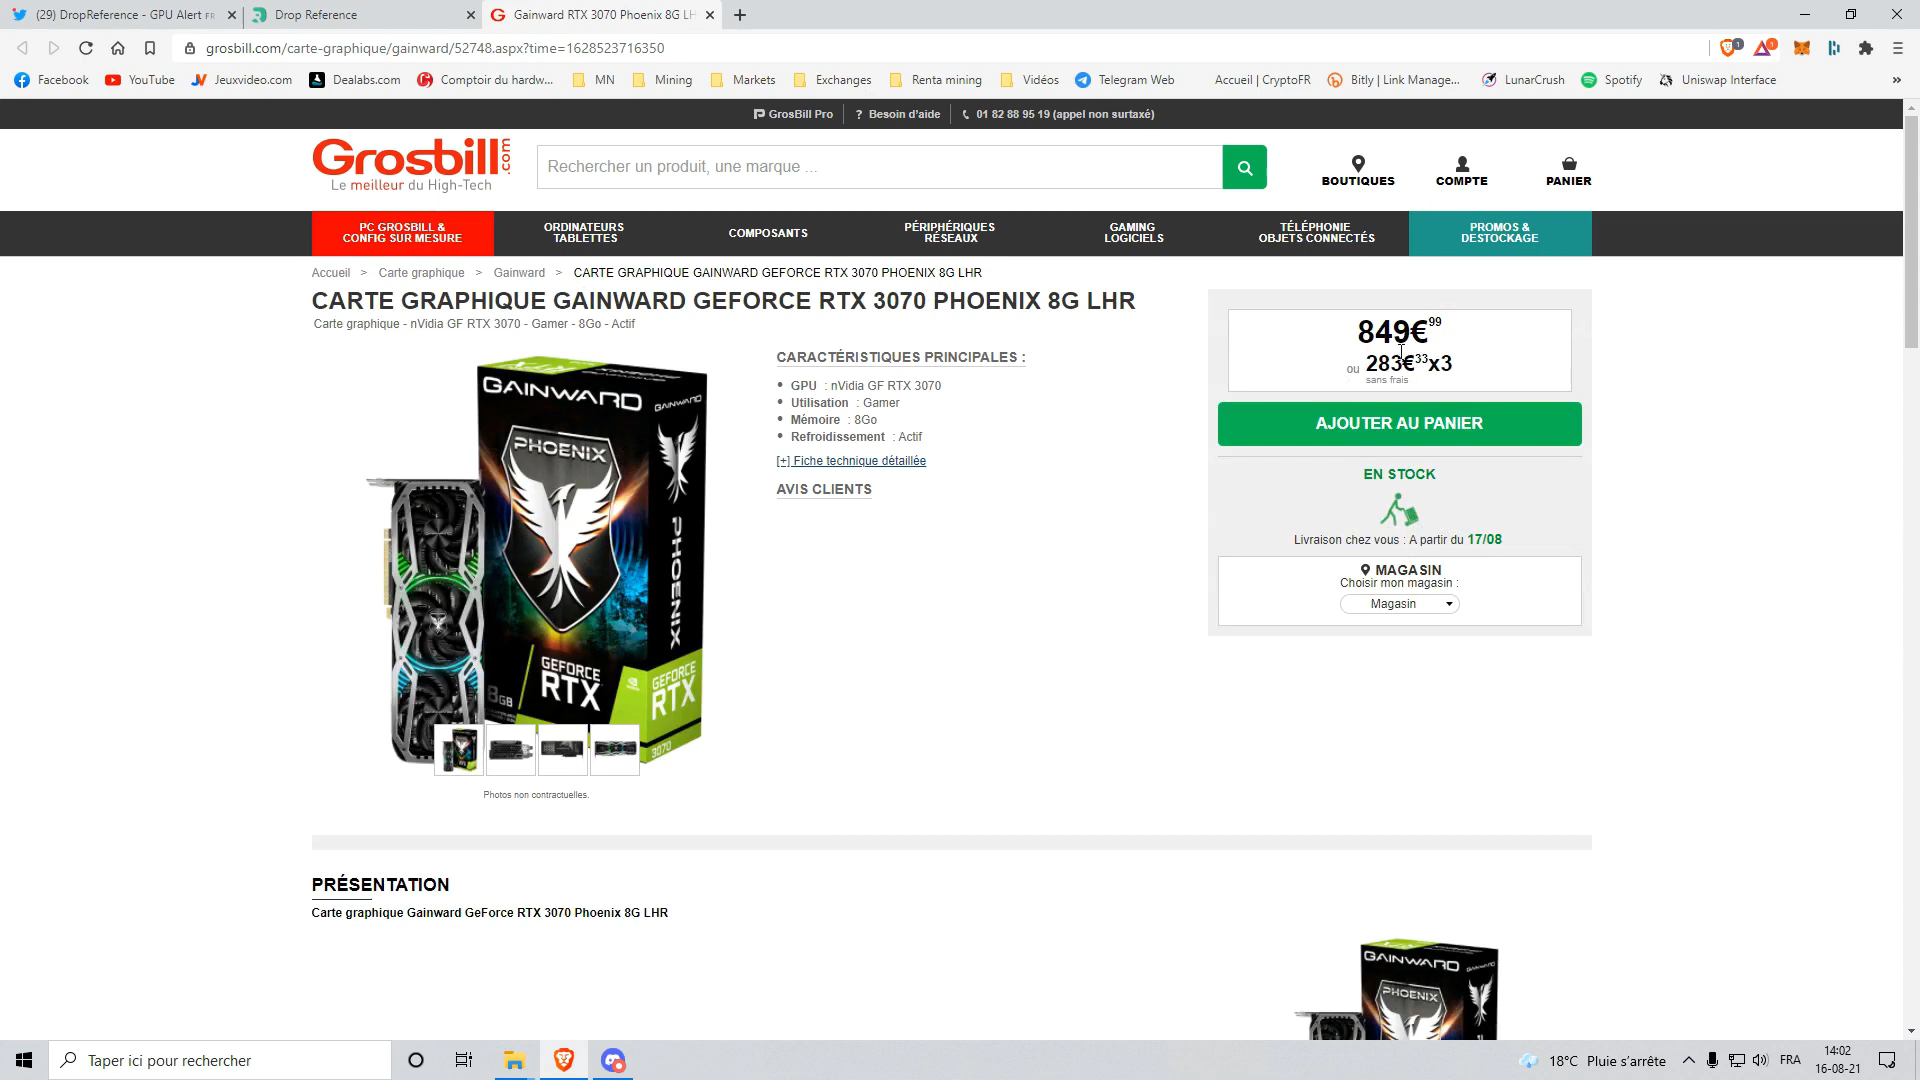 (29) DropReference - GPU Alert FR
Drop Reference
Gainward RTX 3070 Phoenix 8G LH
grosbill.com/carte-graphique/gainward/52748.aspx?time=1628523716350
1
1
Facebook
YouTube
Jeuxvideo.com
Dealabs.com
Comptoir du hardw...
MN
Mining
Markets
Exchanges
Renta mining
Vidéos
Telegram Web
Accueil | CryptoFR
Bitly | Link Manage...
LunarCrush
Spotify
Uniswap Interface
»
GrosBill Pro
? Besoin d'aide
01 82 88 95 19 (appel non surtaxé)
Grosbill.com
Le meilleur du High-Tech
Rechercher un produit, une marque ...
BOUTIQUES
COMPTE
PANIER
PC GROSBILL &
CONFIG SUR MESURE
ORDINATEURS
TABLETTES
COMPOSANTS
PÉRIPHÉRIQUES
RÉSEAUX
GAMING
LOGICIELS
TÉLÉPHONIE
OBJETS CONNECTÉS
PROMOS &
DESTOCKAGE
Accueil > Carte graphique > Gainward > CARTE GRAPHIQUE GAINWARD GEFORCE RTX 3070 PHOENIX 8G LHR
CARTE GRAPHIQUE GAINWARD GEFORCE RTX 3070 PHOENIX 8G LHR
Carte graphique - nVidia GF RTX 3070 - Gamer - 8Go - Actif
GAINWARD
GAINWARD
PHOENIX
PHOENIX
8GB
GEFORCE
RTX
GEFORCE
RTX
3070
Photos non contractuelles.
CARACTÉRISTIQUES PRINCIPALES :
• GPU : nVidia GF RTX 3070
• Utilisation : Gamer
• Mémoire : 8Go
• Refroidissement : Actif
[+] Fiche technique détaillée
AVIS CLIENTS
849€99
ou 283€33x3
sans frais
AJOUTER AU PANIER
EN STOCK
Livraison chez vous : A partir du 17/08
MAGASIN
Choisir mon magasin :
Magasin
PRÉSENTATION
Carte graphique Gainward GeForce RTX 3070 Phoenix 8G LHR
GAINWARD
PHOENIX
Taper ici pour rechercher
18°C Pluie s'arrête
FRA
14:02
16-08-21